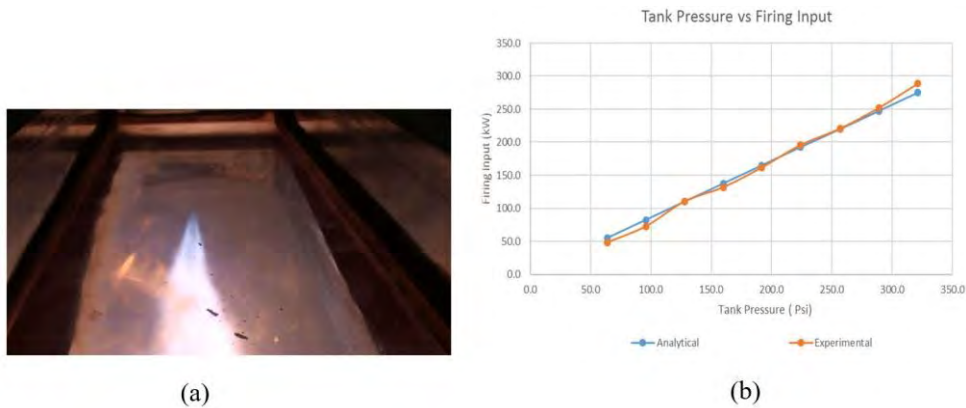 Tank Pressure vs Firing Input
350.0
300.0
250.0
200.0
150.0
100.0
50.0
0.0
Firing Input (kW)
0.0 50.0 100.0 150.0 200.0 250.0 300.0 350.0
Tank Pressure ( Psi)
Analytical Experimental
(a) (b)